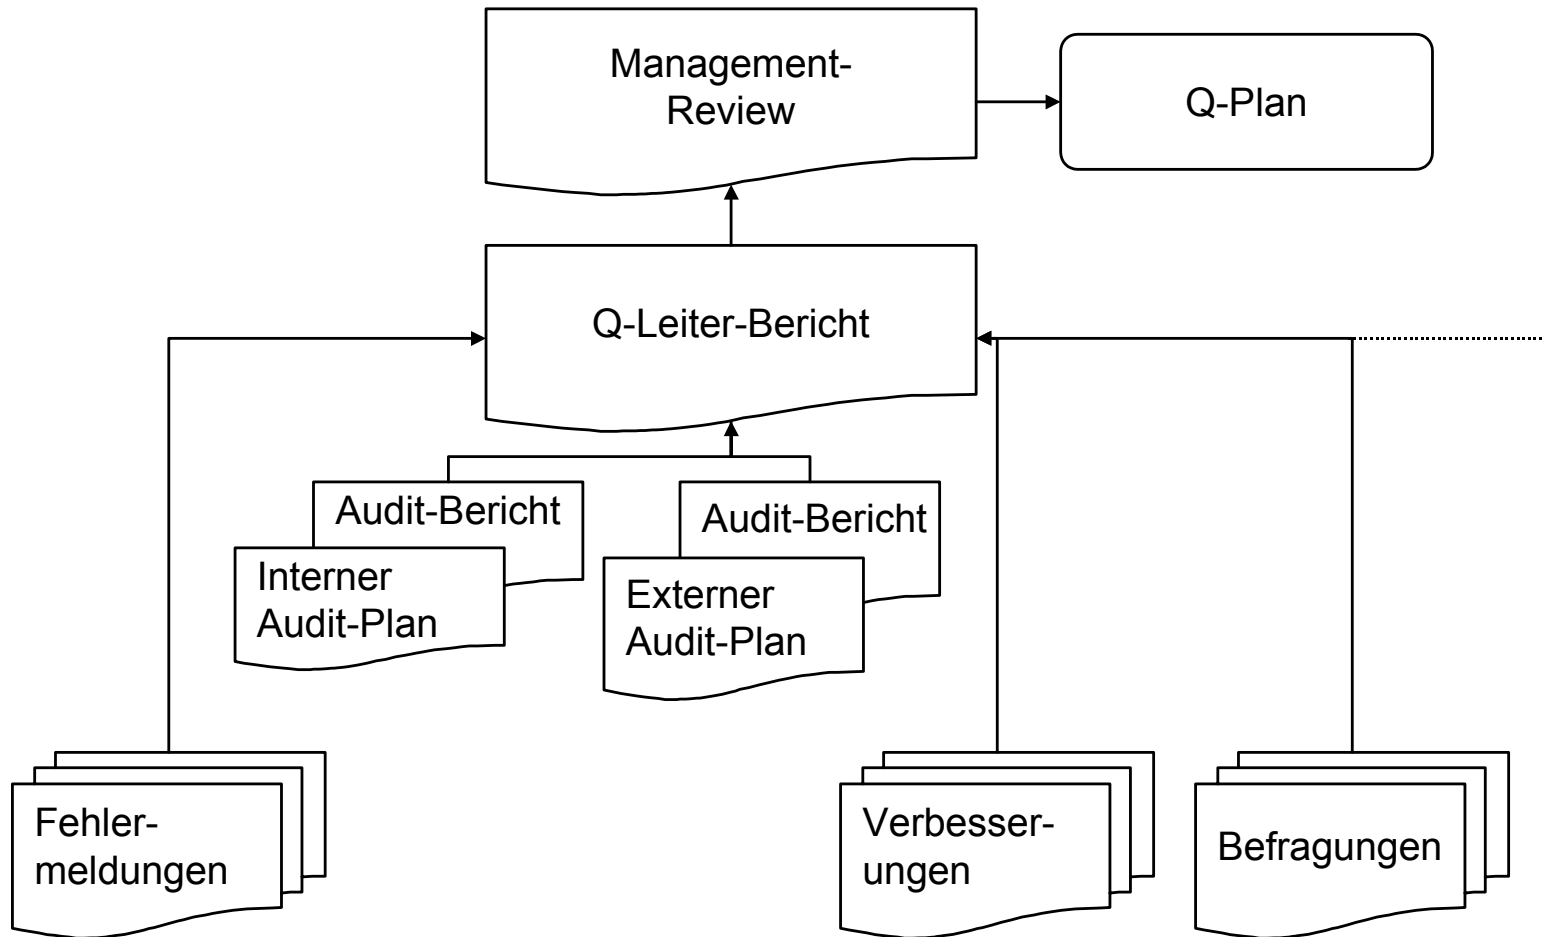 Management-
Review
Q-Plan
Q-Leiter-Bericht
Audit-Bericht
Audit-Bericht
Interner
Audit-Plan
Externer
Audit-Plan
Fehler-
meldungen
Verbesser-
ungen
Befragungen